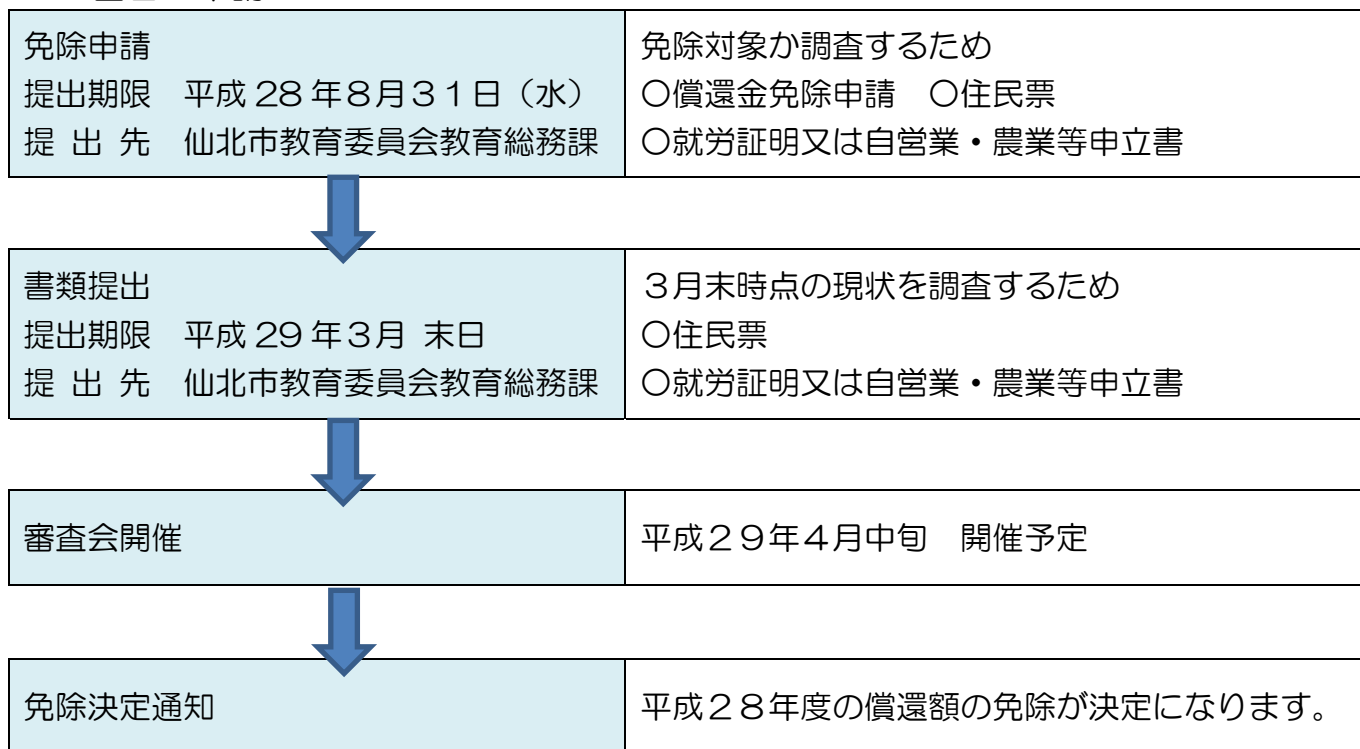 免除申請
提出期限　平成28年８月３１日（水）
提 出 先　仙北市教育委員会教育総務課
免除対象か調査するため
〇償還金免除申請　〇住民票
〇就労証明又は自営業・農業等申立書
書類提出
提出期限　平成29年３月 末日
提 出 先　仙北市教育委員会教育総務課
３月末時点の現状を調査するため
〇住民票
〇就労証明又は自営業・農業等申立書
審査会開催
平成２９年４月中旬　開催予定
免除決定通知
平成２８年度の償還額の免除が決定になります。